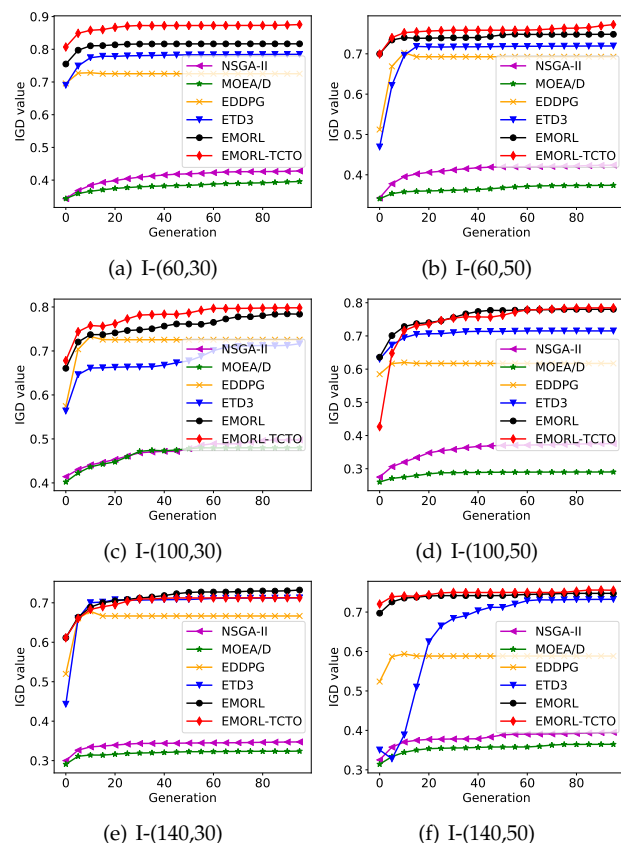 0.9
0.8
0.7
0.6
0.5
0.4
IGD value
0 20 40 60 80
Generation
NSGA-II
MOEA/D
EDDPG
ETD3
EMORL
EMORL-TCTO
(a) I-(60,30)
0.7
0.6
0.5
0.4
IGD value
0 20 40 60 80
Generation
NSGA-II
MOEA/D
EDDPG
ETD3
EMORL
EMORL-TCTO
(b) I-(60,50)
0.8
0.7
0.6
0.5
0.4
IGD value
0 20 40 60 80
Generation
NSGA-II
MOEA/D
EDDPG
ETD3
EMORL
EMORL-TCTO
(c) I-(100,30)
0.8
0.7
0.6
0.5
0.4
0.3
IGD value
0 20 40 60 80
Generation
NSGA-II
MOEA/D
EDDPG
ETD3
EMORL
EMORL-TCTO
(d) I-(100,50)
0.7
0.6
0.5
0.4
0.3
IGD value
0 20 40 60 80
Generation
NSGA-II
MOEA/D
EDDPG
ETD3
EMORL
EMORL-TCTO
(e) I-(140,30)
0.7
0.6
0.5
0.4
0.3
IGD value
0 20 40 60 80
Generation
NSGA-II
MOEA/D
EDDPG
ETD3
EMORL
EMORL-TCTO
(f) I-(140,50)